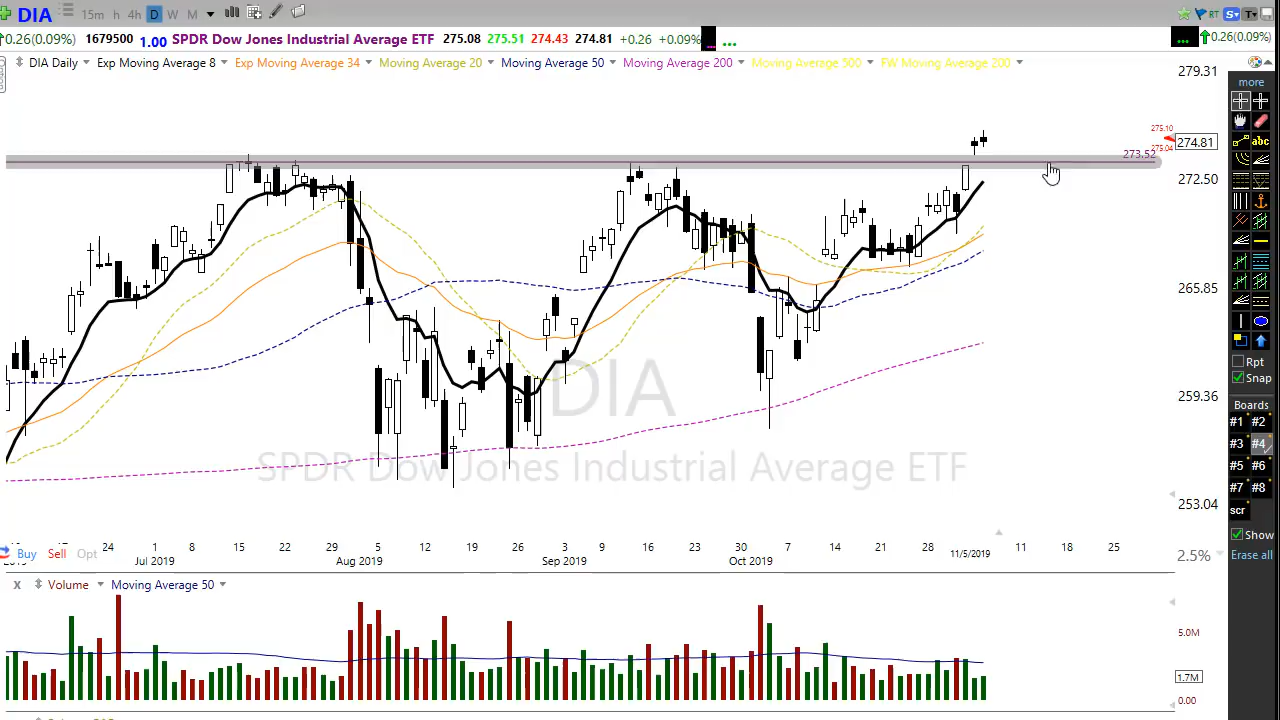 DIA 15m h 4h D W M RT S T
0.26(0.09%) 1679500 1.00 SPDR Dow Jones Industrial Average ETF 275.08 275.51 274.43 274.81 +0.26 +0.09% ... ... ... 0.26(0.09%)
DIA Daily Exp Moving Average 8 Exp Moving Average 34 Moving Average 20 Moving Average 50 Moving Average 200 Moving Average 500 FW Moving Average 200
279.31
more
abc
275.10
274.81
275.04
273.52
272.50
265.85
259.36
253.04
DIA
SPDR Dow Jones Industrial Average ETF
Rpt
Snap
Boards
#1 #2
#3 #4
#5 #6
#7 #8
scr
Show
Erase all
24 1 8 15 22 29 5 12 19 26 3 9 16 23 30 7 14 21 28 11 18 25
Buy Sell Opt
Jul 2019 Aug 2019 Sep 2019 Oct 2019 11/5/2019
2.5%
X Volume Moving Average 50
5.0M
1.7M
0.00